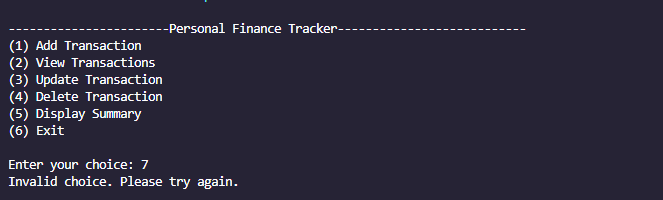 -----------------------Personal Finance Tracker---------------------------
(1) Add Transaction
(2) View Transactions
(3) Update Transaction
(4) Delete Transaction
(5) Display Summary
(6) Exit
Enter your choice: 7
Invalid choice. Please try again.